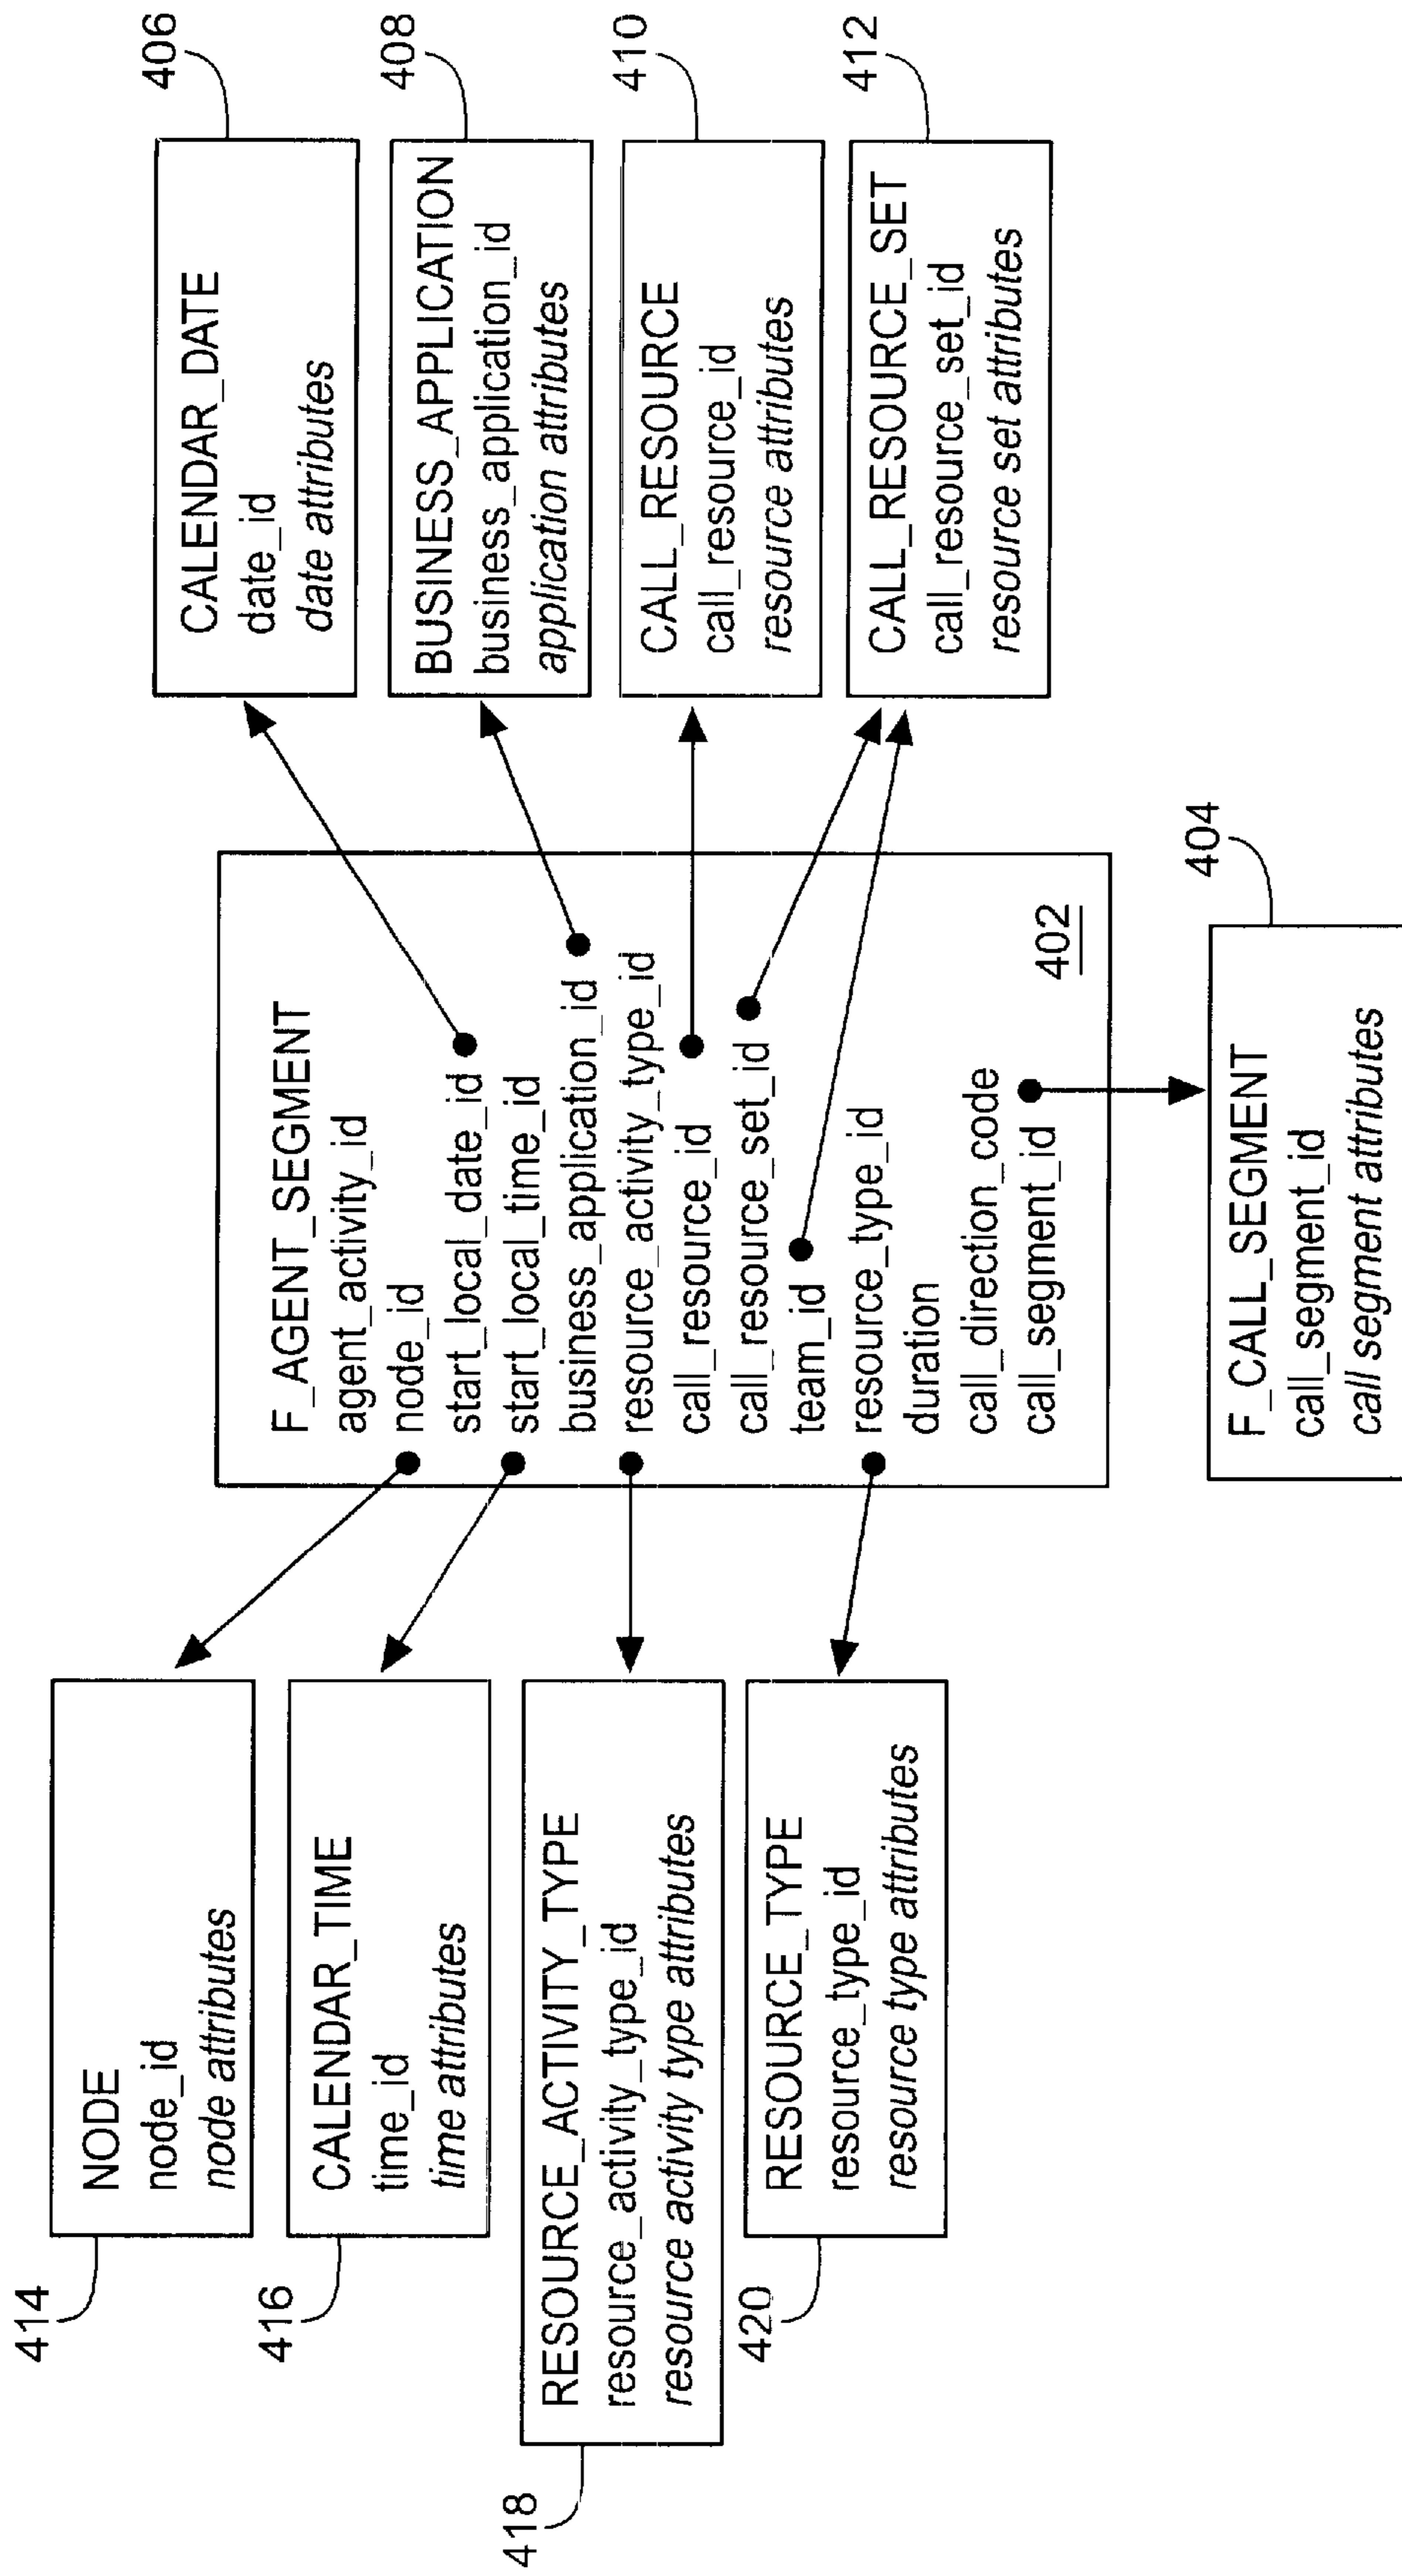 414
NODE
node_id
node attributes
416
CALENDAR_TIME
time_id
time attributes
418
RESOURCE_ACTIVITY_TYPE
resource_activity_type_id
resource activity type attributes
420
RESOURCE_TYPE
resource_type_id
resource type attributes
F_AGENT_SEGMENT
agent_activity_id
node_id
start_local_date_id
start_local_time_id
business_application_id
resource_activity_type_id
call_resource_id
call_resource_set_id
team_id
resource_type_id
duration
call_direction_code
call_segment_id
402
F_CALL_SEGMENT
call_segment_id
call segment attributes
404
CALENDAR_DATE
date_id
date attributes
406
BUSINESS_APPLICATION
business_application_id
application attributes
408
CALL_RESOURCE
call_resource_id
resource attributes
410
CALL_RESOURCE_SET
call_resource_set_id
resource set attributes
412